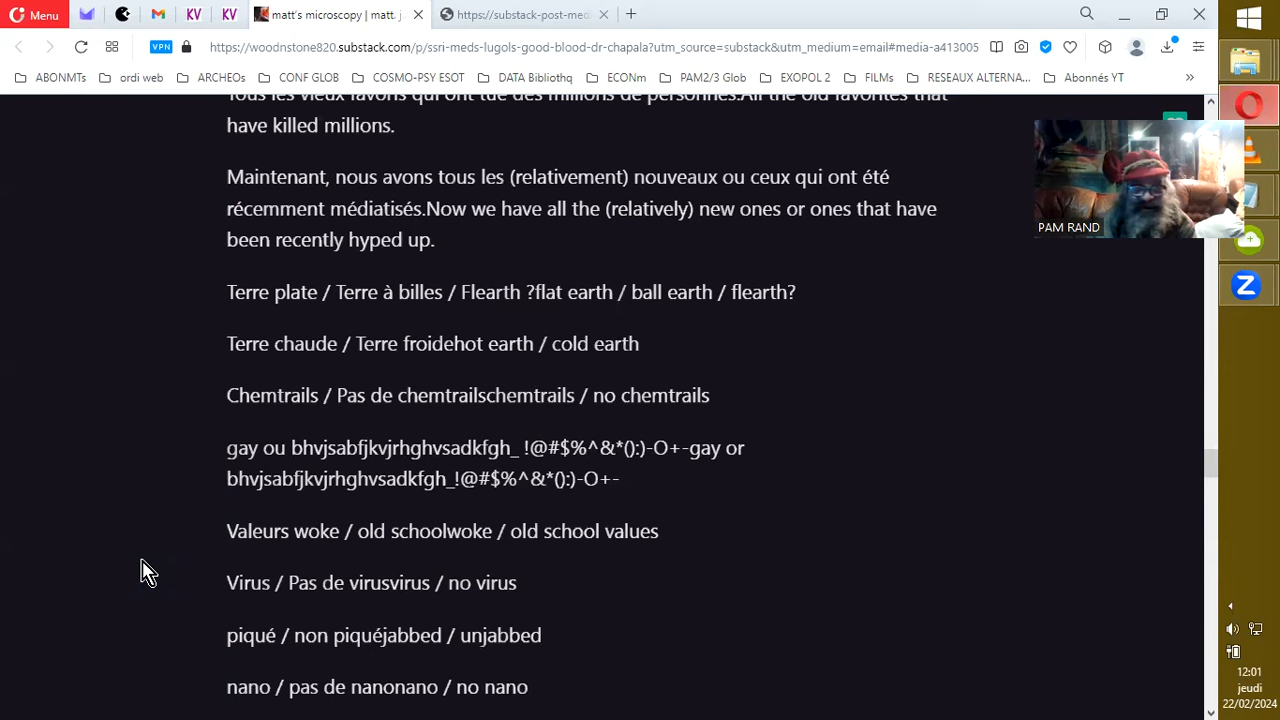 Menu
matt's microscopy | matt. j
https://substack-post-med
https://woodnstone820.substack.com/p/ssri-meds-lugols-good-blood-dr-chapala?utm_source=substack&utm_medium=email#media-a413005
VPN
ABONMTs
ordi web
ARCHEOs
CONF GLOB
COSMO-PSY ESOT
DATA Bibliothq
ECONm
PAM2/3 Glob
EXOPOL 2
FILMs
RESEAUX,ALTERNA...
Abonnés YT
»
Tous les vieux favoris qui ont tué des millions de personnes.All the old favorites that
have killed millions.
Maintenant, nous avons tous les (relativement) nouveaux ou ceux qui ont été
récemment médiatisés.Now we have all the (relatively) new ones or ones that have
been recently hyped up.
PAM RAND
Terre plate / Terre à billes / Flearth ?flat earth / ball earth / flearth?
Terre chaude / Terre froidehot earth / cold earth
Chemtrails / Pas de chemtrailschemtrails / no chemtrails
gay ou bhvjsabfjkvjrhghvsadkfgh_ !@#$%^&*():)-O+-gay or
bhvjsabfjkvjrhghvsadkfgh_!@#$%^&*():)-O+-
Valeurs woke / old schoolwoke / old school values
Virus / Pas de virusvirus / no virus
piqué / non piquéjabbed / unjabbed
nano / pas de nanonano / no nano
12:01
jeudi
22/02/2024